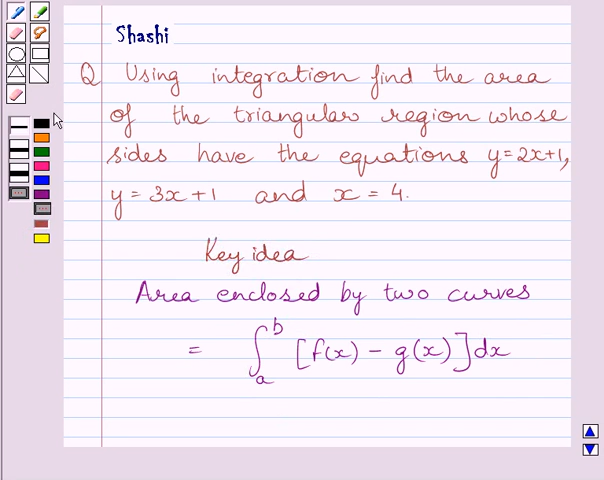 Shashi
Q Using integration find the area
of the triangular region whose
sides have the equations y=2x+1,
y = 3x+1 and x = 4.
Key idea
Area enclosed by two curves
= ∫_a^b [f(x) - g(x)]dx